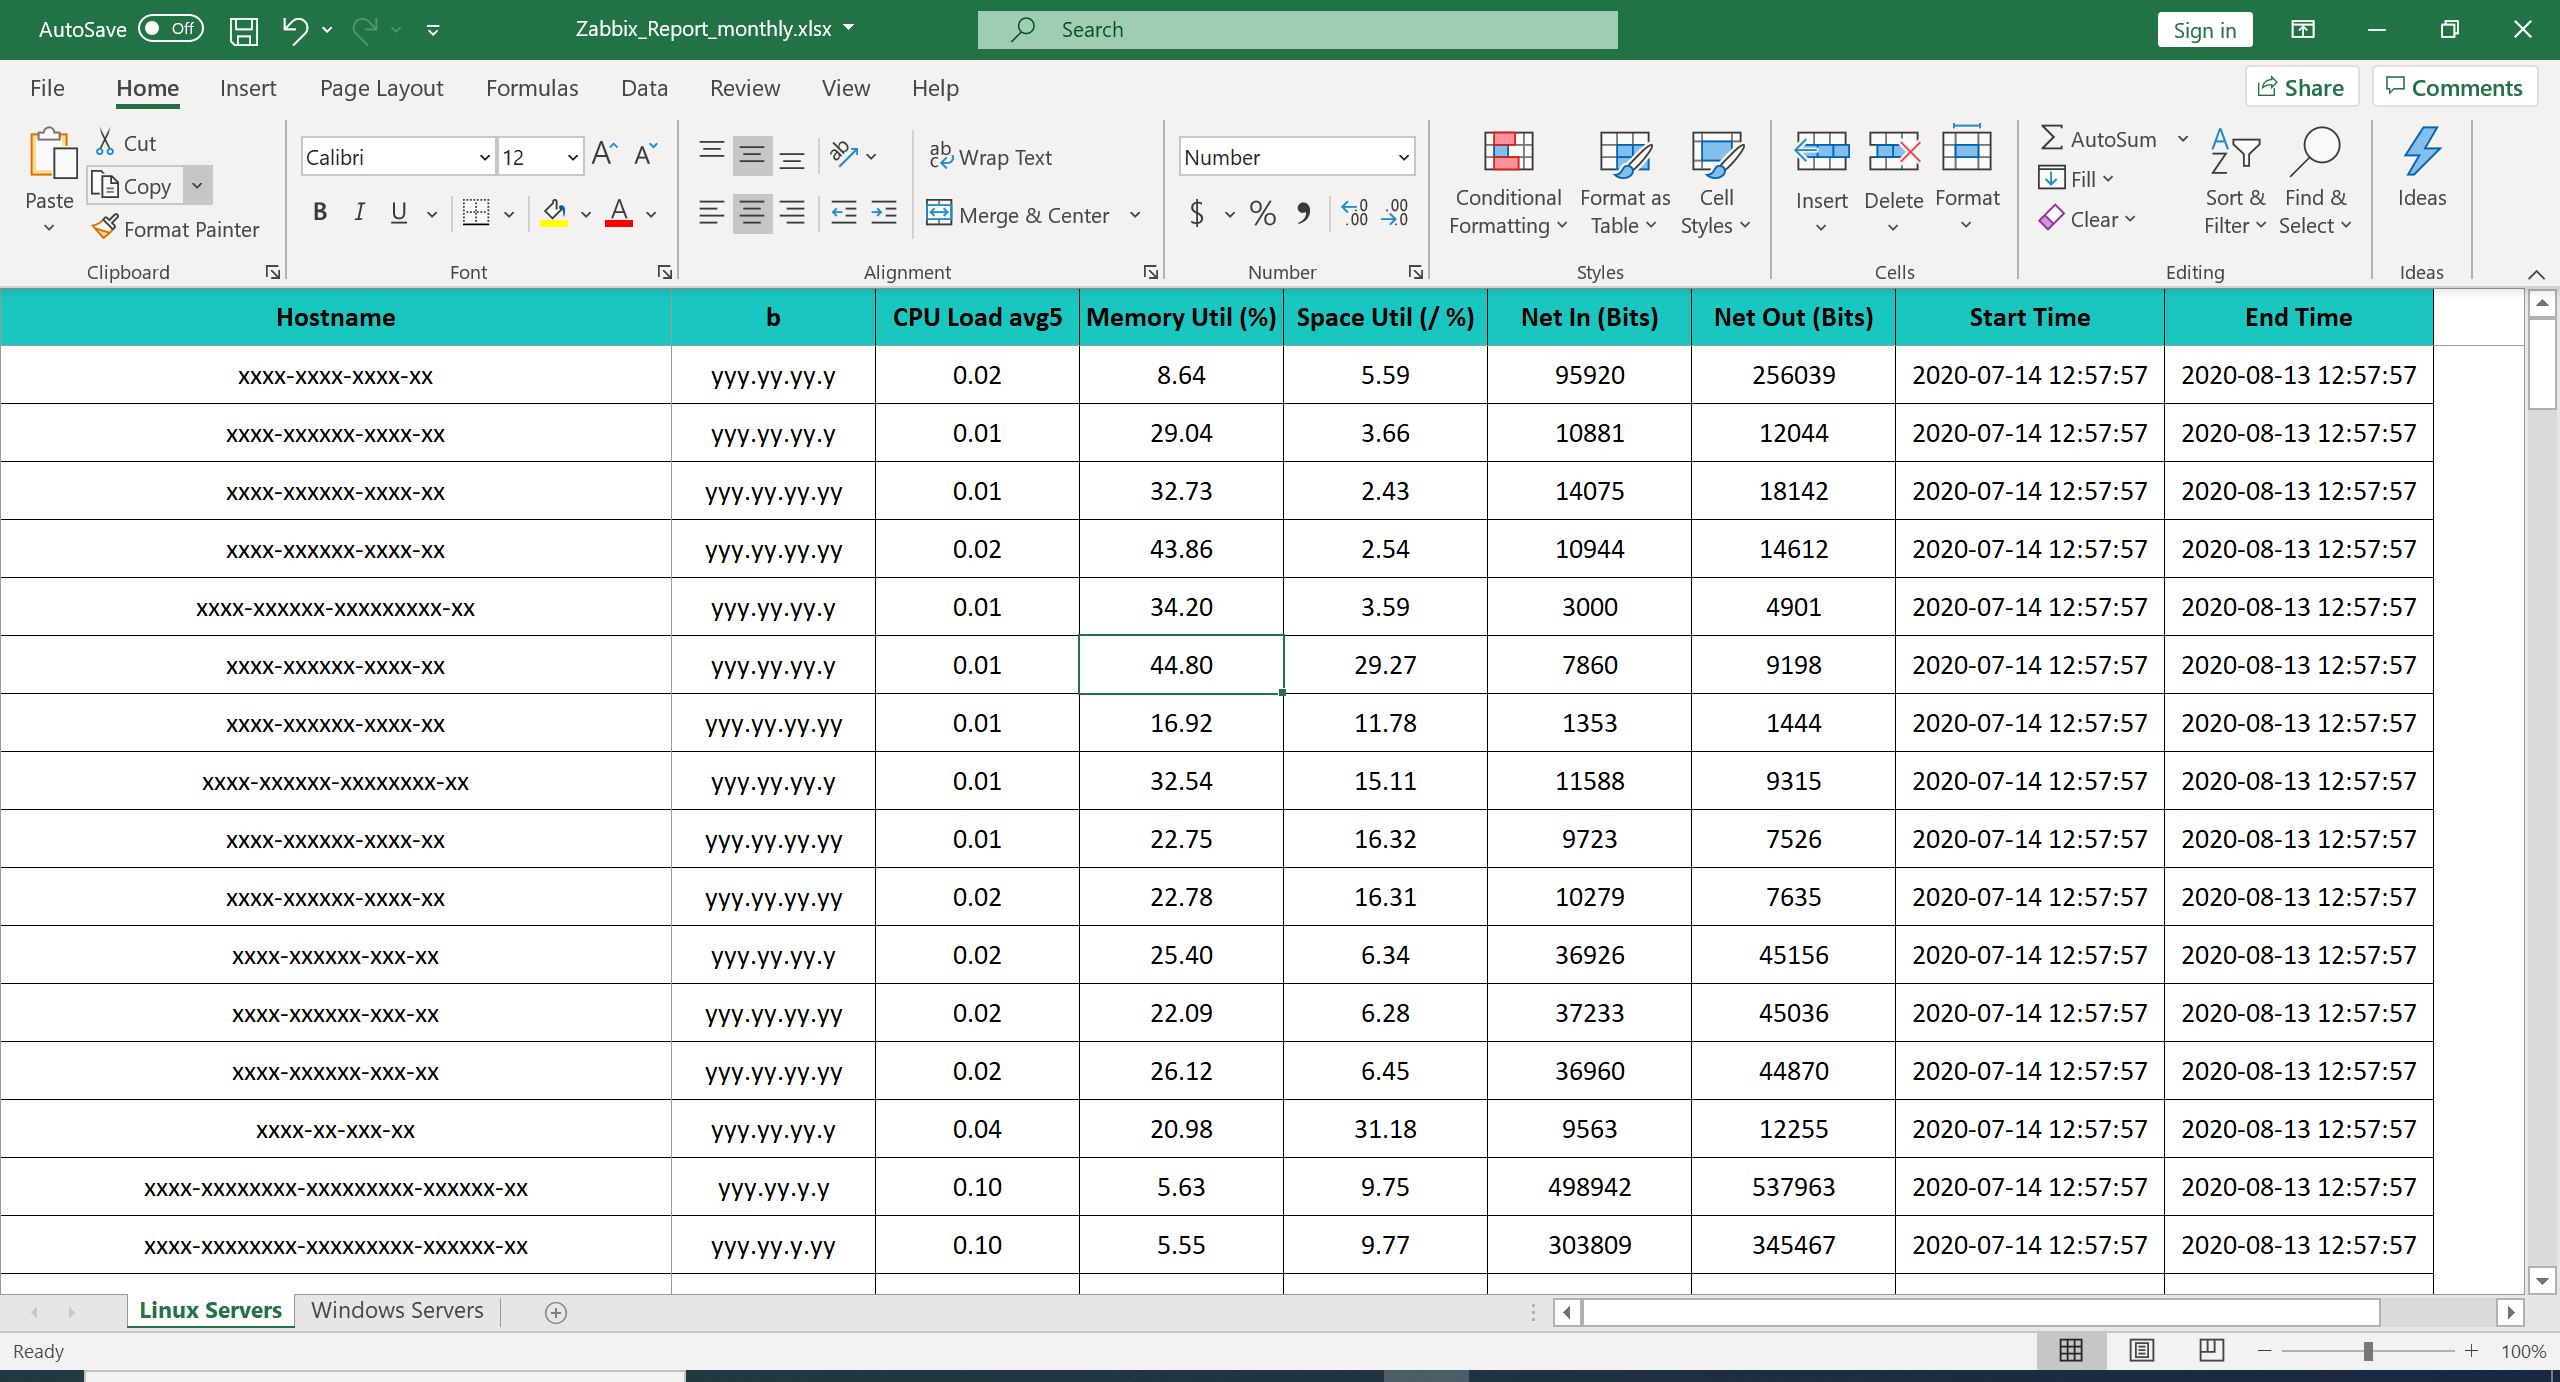 AutoSave Off Zabbix_Report_monthly.xlsx Search Sign in
File Home Insert Page Layout Formulas Data Review View Help Share Comments
Paste Cut Copy Format Painter Clipboard
Calibri 12 A A B I U A Font
ab Wrap Text Merge & Center Alignment
Number $ % , .00 .0 Number
Conditional Formatting Format as Table Cell Styles Styles
Insert Delete Format Cells
AutoSum Fill Clear Sort & Filter Find & Select Editing
Ideas Ideas
Hostname b CPU Load avg5 Memory Util (%) Space Util (/ %) Net In (Bits) Net Out (Bits) Start Time End Time
xxxx-xxxx-xxxx-xx yyy.yy.yy.y 0.02 8.64 5.59 95920 256039 2020-07-14 12:57:57 2020-08-13 12:57:57
xxxx-xxxxxx-xxxx-xx yyy.yy.yy.y 0.01 29.04 3.66 10881 12044 2020-07-14 12:57:57 2020-08-13 12:57:57
xxxx-xxxxxx-xxxx-xx yyy.yy.yy.yy 0.01 32.73 2.43 14075 18142 2020-07-14 12:57:57 2020-08-13 12:57:57
xxxx-xxxxxx-xxxx-xx yyy.yy.yy.yy 0.02 43.86 2.54 10944 14612 2020-07-14 12:57:57 2020-08-13 12:57:57
xxxx-xxxxxx-xxxxxxxxx-xx yyy.yy.yy.y 0.01 34.20 3.59 3000 4901 2020-07-14 12:57:57 2020-08-13 12:57:57
xxxx-xxxxxx-xxxx-xx yyy.yy.yy.y 0.01 44.80 29.27 7860 9198 2020-07-14 12:57:57 2020-08-13 12:57:57
xxxx-xxxxxx-xxxx-xx yyy.yy.yy.yy 0.01 16.92 11.78 1353 1444 2020-07-14 12:57:57 2020-08-13 12:57:57
xxxx-xxxxxx-xxxxxxxx-xx yyy.yy.yy.y 0.01 32.54 15.11 11588 9315 2020-07-14 12:57:57 2020-08-13 12:57:57
xxxx-xxxxxx-xxxx-xx yyy.yy.yy.yy 0.01 22.75 16.32 9723 7526 2020-07-14 12:57:57 2020-08-13 12:57:57
xxxx-xxxxxx-xxxx-xx yyy.yy.yy.yy 0.02 22.78 16.31 10279 7635 2020-07-14 12:57:57 2020-08-13 12:57:57
xxxx-xxxxxx-xxx-xx yyy.yy.yy.y 0.02 25.40 6.34 36926 45156 2020-07-14 12:57:57 2020-08-13 12:57:57
xxxx-xxxxxx-xxx-xx yyy.yy.yy.yy 0.02 22.09 6.28 37233 45036 2020-07-14 12:57:57 2020-08-13 12:57:57
xxxx-xxxxxx-xxx-xx yyy.yy.yy.yy 0.02 26.12 6.45 36960 44870 2020-07-14 12:57:57 2020-08-13 12:57:57
xxxx-xx-xxx-xx yyy.yy.yy.y 0.04 20.98 31.18 9563 12255 2020-07-14 12:57:57 2020-08-13 12:57:57
xxxx-xxxxxxxx-xxxxxxxxx-xxxxxx-xx yyy.yy.y.y 0.10 5.63 9.75 498942 537963 2020-07-14 12:57:57 2020-08-13 12:57:57
xxxx-xxxxxxxx-xxxxxxxxx-xxxxxx-xx yyy.yy.y.yy 0.10 5.55 9.77 303809 345467 2020-07-14 12:57:57 2020-08-13 12:57:57
Linux Servers Windows Servers
Ready 100%